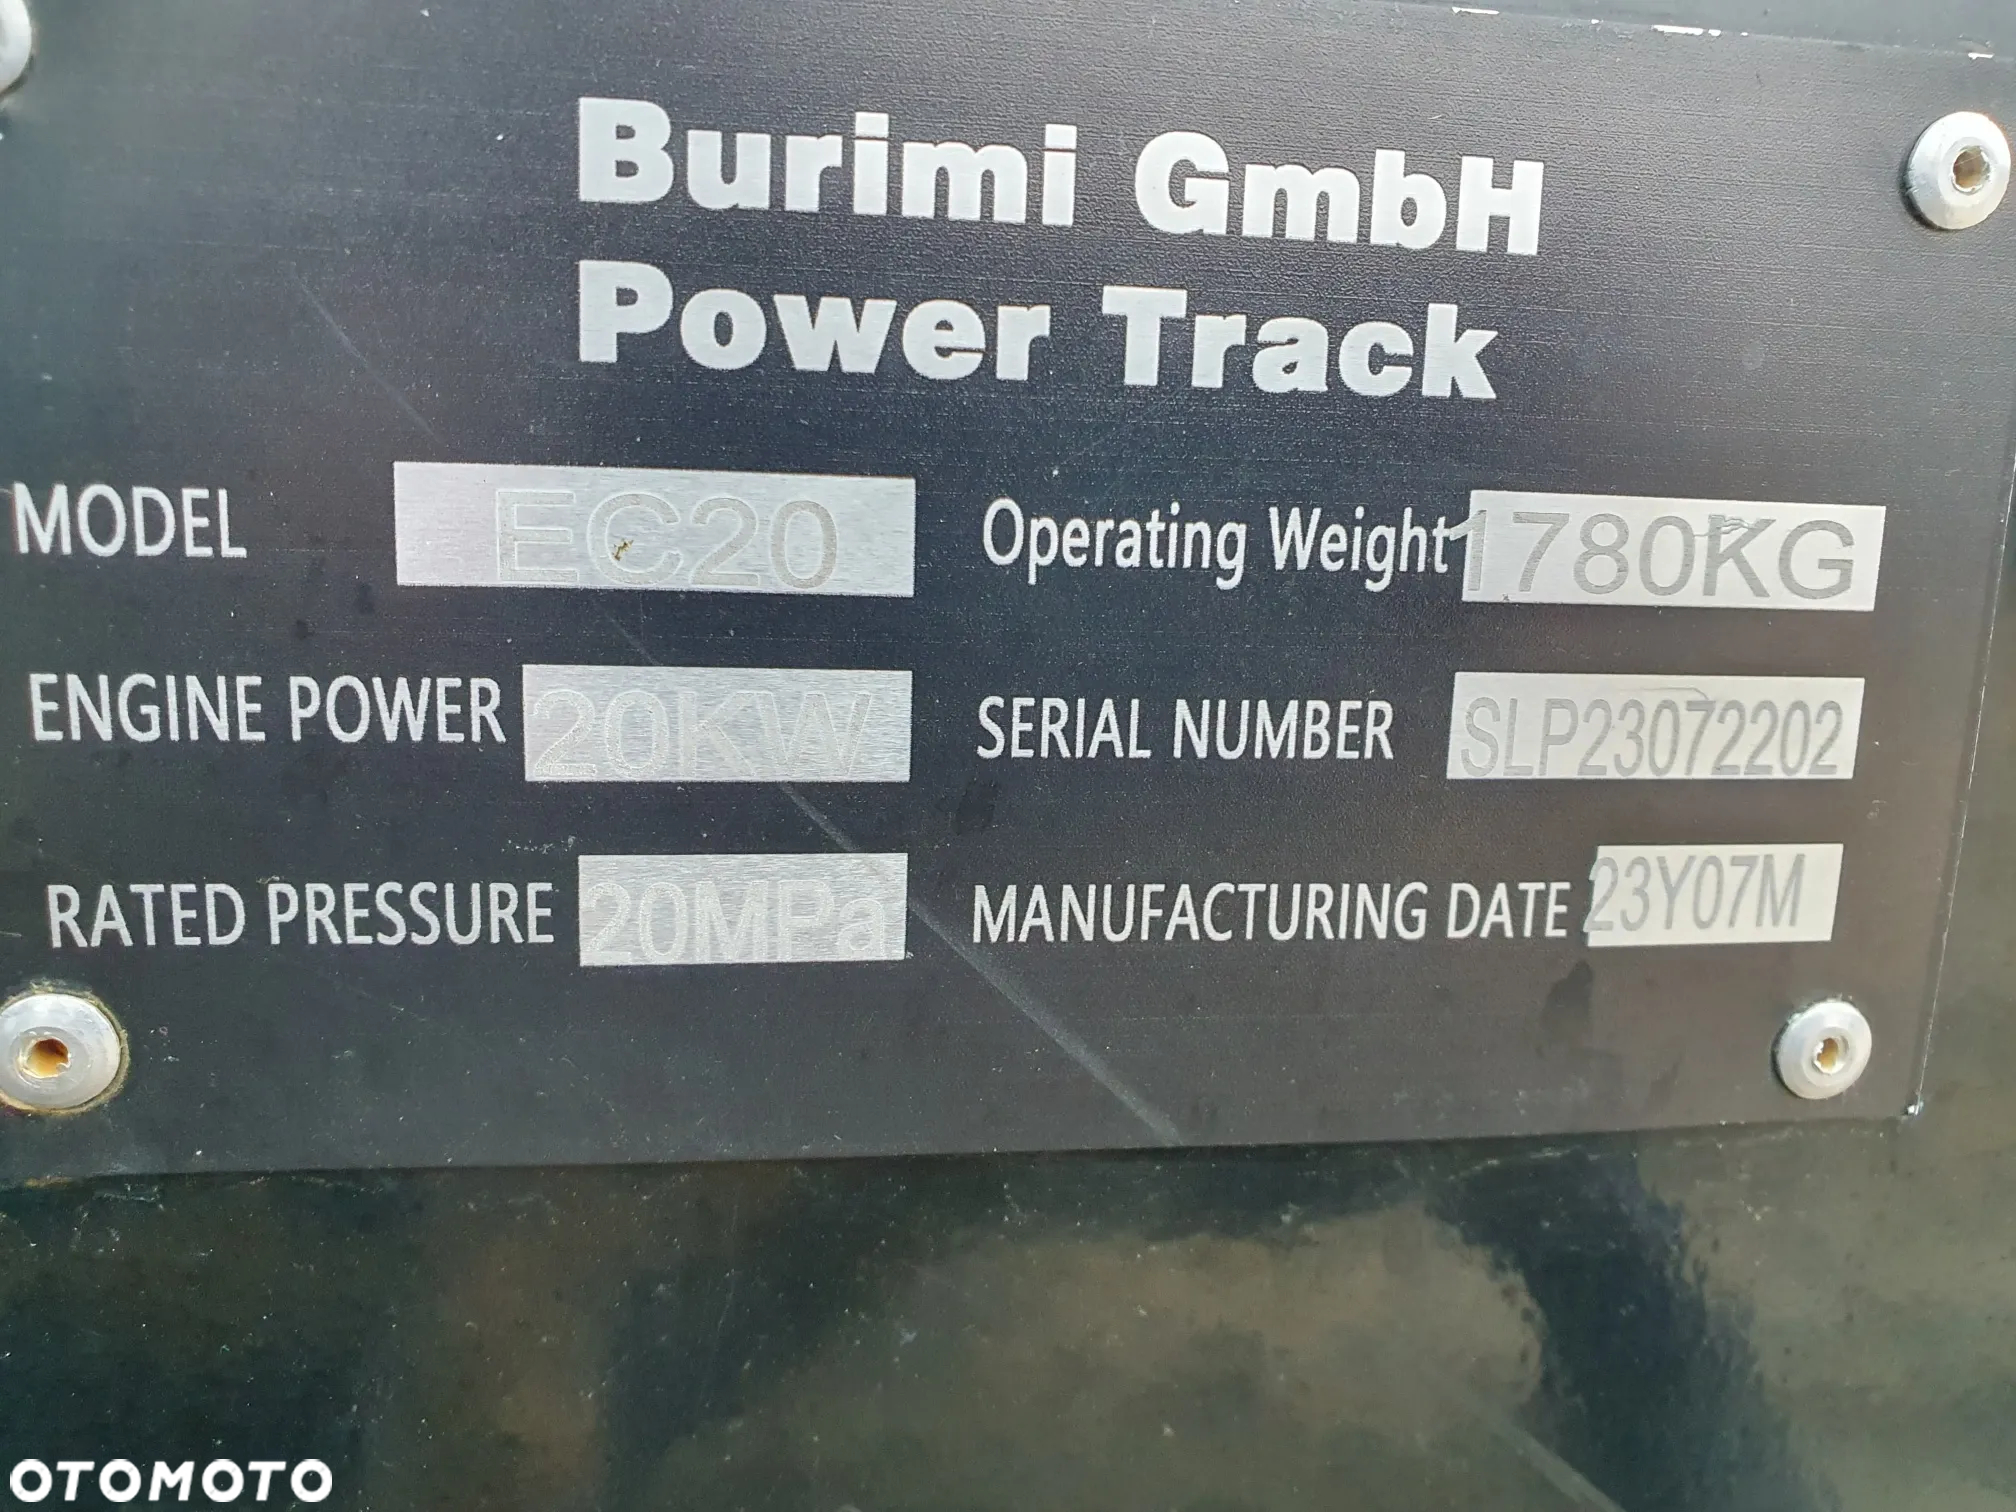 Burimi GmbH
Power Track
MODEL EC20
Operating Weight 1780KG
ENGINE POWER 20KW
SERIAL NUMBER SLP23072202
RATED PRESSURE 20MPa
MANUFACTURING DATE 23Y07M
OTOMOTO